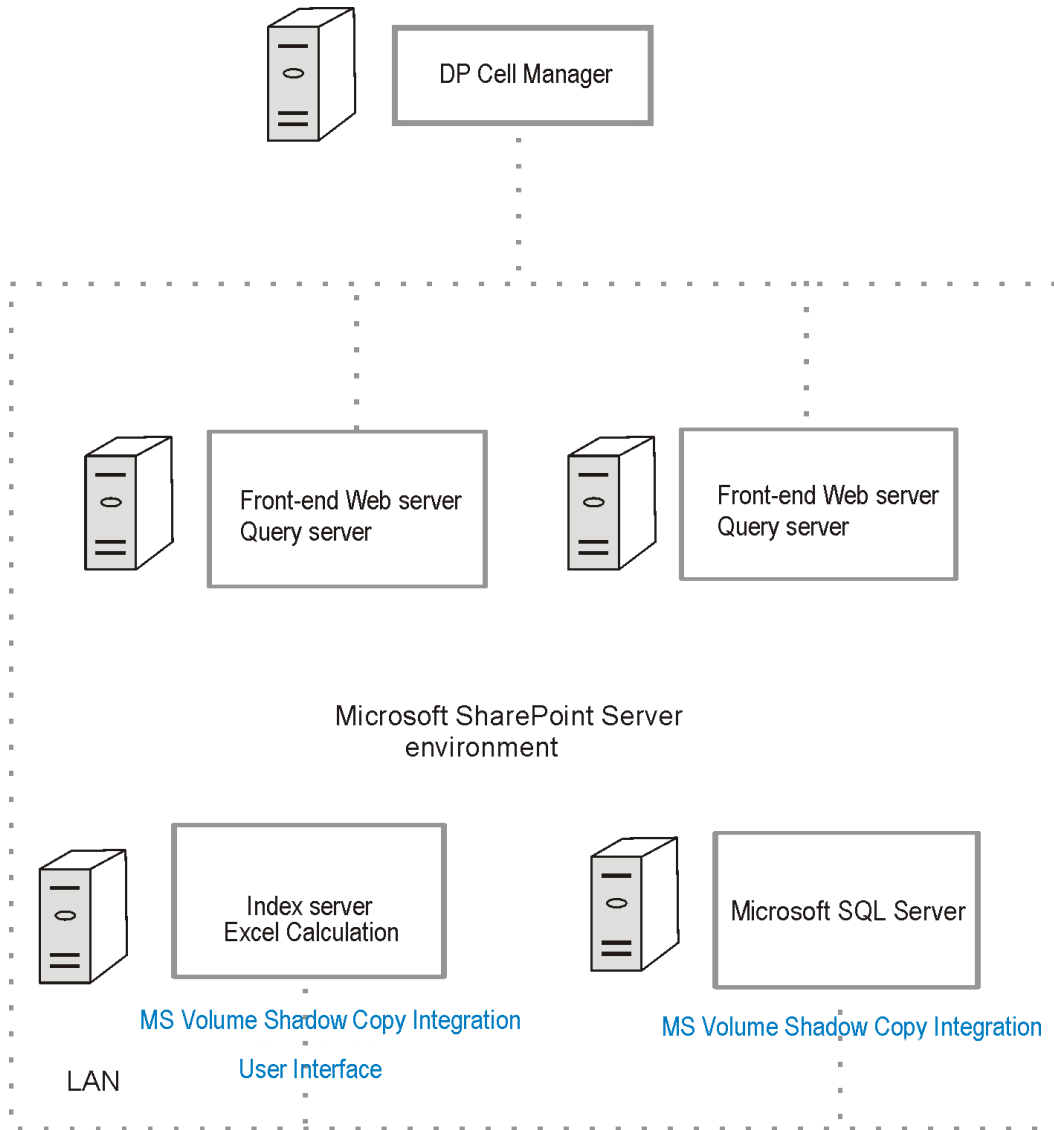 DP Cell Manager
Front-end Web server
Query server
Front-end Web server
Query server
Microsoft SharePoint Server
environment
Index server
Excel Calculation
Microsoft SQL Server
MS Volume Shadow Copy Integration
MS Volume Shadow Copy Integration
User Interface
LAN